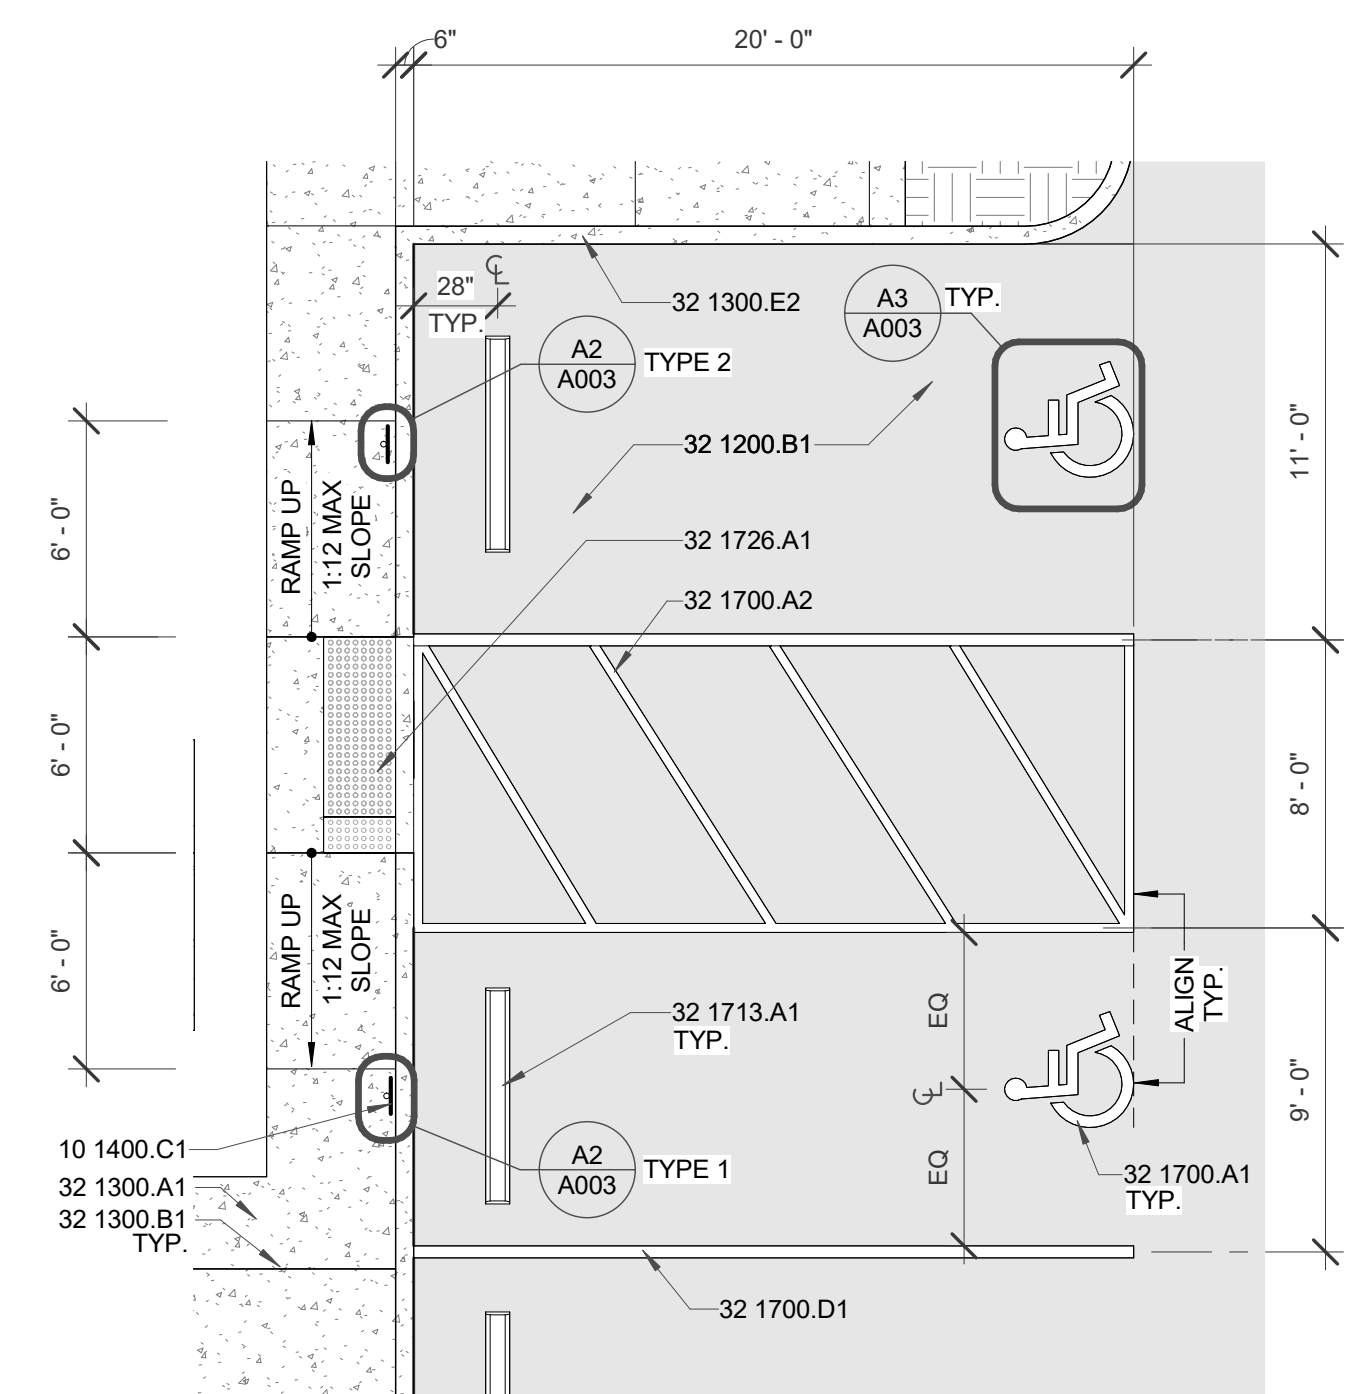 6"
20' - 0"
28"
TYP.
CL
32 1300.E2
A3
A003
TYP.
A2
A003
TYPE 2
32 1200.B1
11' - 0"
6' - 0"
RAMP UP
1:12 MAX
SLOPE
32 1726.A1
32 1700.A2
6' - 0"
8' - 0"
6' - 0"
RAMP UP
1:12 MAX
SLOPE
32 1713.A1
TYP.
EQ
CL
EQ
ALIGN
TYP.
9' - 0"
10 1400.C1
32 1300.A1
32 1300.B1
TYP.
A2
A003
TYPE 1
32 1700.A1
TYP.
32 1700.D1